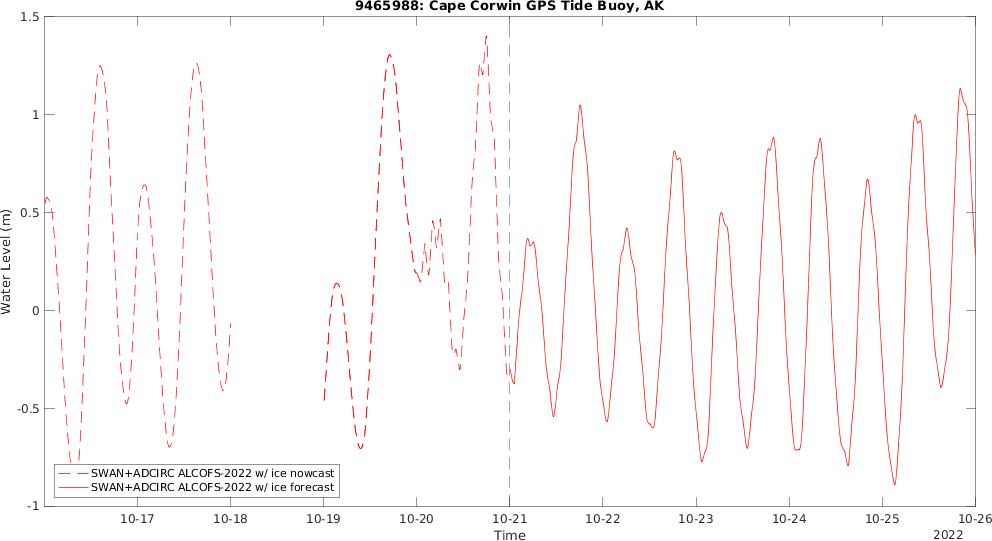 9465988: Cape Corwin GPS Tide Buoy, AK
Water Level (m)
1.5
1
0.5
0
-0.5
-1
SWAN+ADCIRC ALCOFS-2022 w/ ice nowcast
SWAN+ADCIRC ALCOFS-2022 w/ ice forecast
10-17 10-18 10-19 10-20 10-21 10-22 10-23 10-24 10-25 10-26
Time
2022